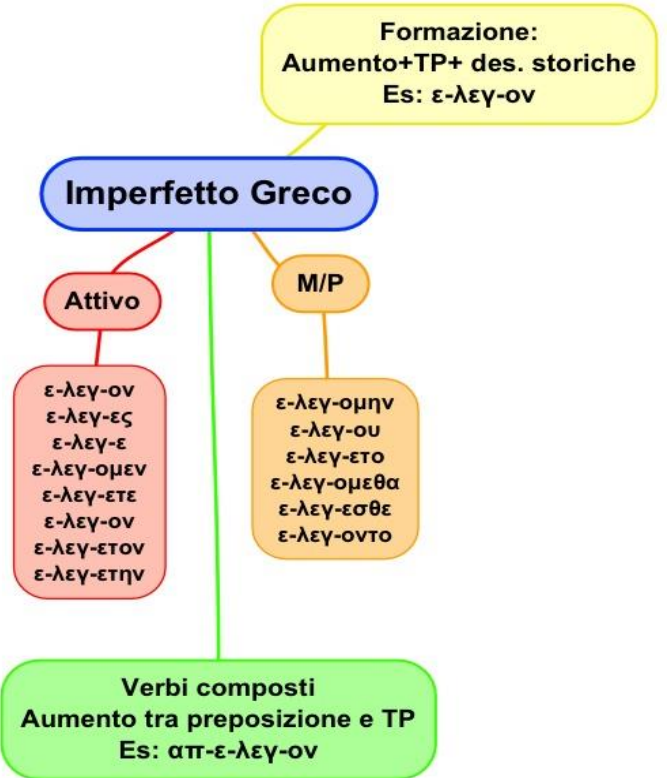 Formazione:
Aumento+TP+ des. storiche
Es: ε-λεγ-ον
Imperfetto Greco
Attivo
M/P
ε-λεγ-ον
ε-λεγ-ες
ε-λεγ-ε
ε-λεγ-ομεν
ε-λεγ-ετε
ε-λεγ-ον
ε-λεγ-ετον
ε-λεγ-ετην
ε-λεγ-ομην
ε-λεγ-ου
ε-λεγ-ετο
ε-λεγ-ομεθα
ε-λεγ-εσθε
ε-λεγ-οντο
Verbi composti
Aumento tra preposizione e TP
Es: απ-ε-λεγ-ον